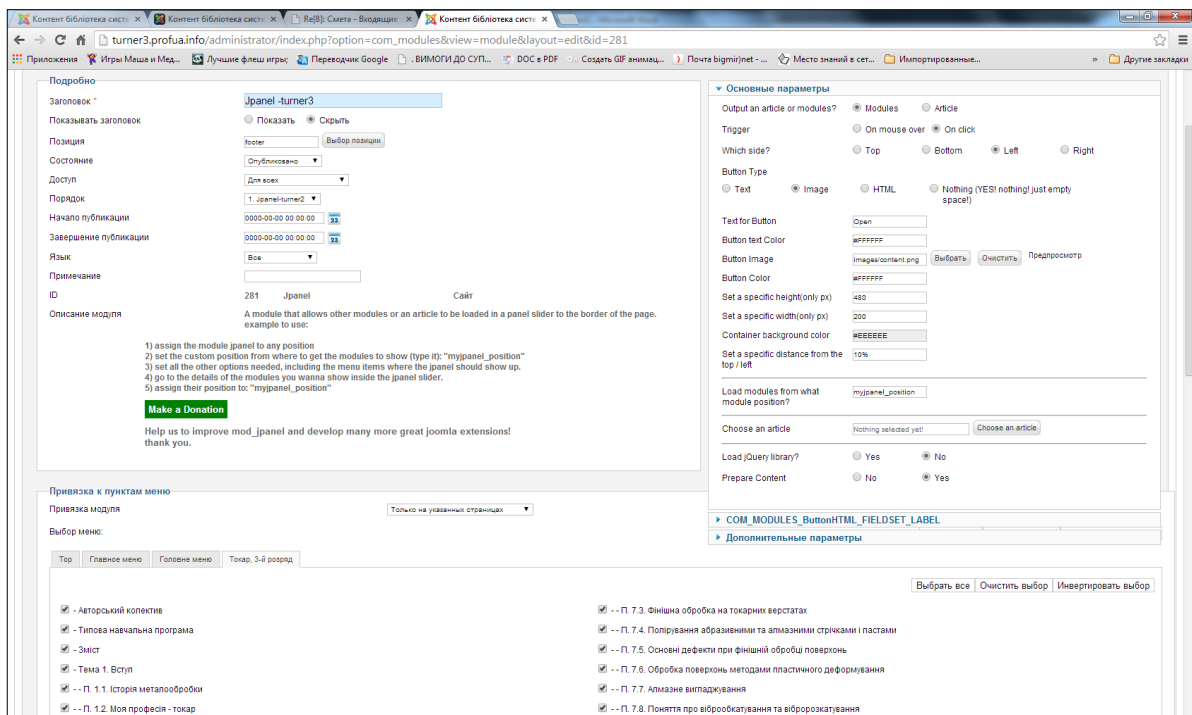 Контент бібліотека систе ×
Контент бібліотека систе ×
Re[8]: Смета - Входящие ×
Контент бібліотека систе ×
turner3.profua.info/administrator/index.php?option=com_modules&view=module&layout=edit&id=281
Приложения Игры Маша и Мед... Лучшие флеш игры; Переводчик Google . ВИМОГИ ДО СУП... DOC в PDF Создать GIF анимац... Почта bigmir)net - ... Место знаний в сет... Импортированные... » Другие закладки
Подробно
Заголовок * Jpanel -turner3
Показывать заголовок Показать Скрыть
Позиция footer Выбор позиции
Состояние Опубликовано
Доступ Для всех
Порядок 1. Jpanel-turner2
Начало публикации 0000-00-00 00:00:00 23
Завершение публикации 0000-00-00 00:00:00 23
Язык Все
Примечание
ID 281 Jpanel Сайт
Описание модуля A module that allows other modules or an article to be loaded in a panel slider to the border of the page.
example to use:
1) assign the module jpanel to any position
2) set the custom position from where to get the modules to show (type it): "myjpanel_position"
3) set all the other options needed, including the menu items where the jpanel should show up.
4) go to the details of the modules you wanna show inside the jpanel slider.
5) assign their position to: "myjpanel_position"
Make a Donation
Help us to improve mod_jpanel and develop many more great joomla extensions!
thank you.
Основные параметры
Output an article or modules? Modules Article
Trigger On mouse over On click
Which side? Top Bottom Left Right
Button Type
Text Image HTML Nothing (YES! nothing! just empty
space!)
Text for Button Open
Button text Color #FFFFFF
Button Image images/content.png Выбрать Очистить Предпросмотр
Button Color #FFFFFF
Set a specific height(only px) 480
Set a specific width(only px) 200
Container background color #EEEEEE
Set a specific distance from the 10%
top / left
Load modules from what myjpanel_position
module position?
Choose an article Nothing selected yet! Choose an article
Load jQuery library? Yes No
Prepare Content No Yes
COM_MODULES_ButtonHTML_FIELDSET_LABEL
Дополнительные параметры
Привязка к пунктам меню
Привязка модуля Только на указанных страницах
Выбор меню:
Top Главное меню Головне меню Токар, 3-й розряд
Выбрать все Очистить выбор Инвертировать выбор
- Авторський колектив
- Типова навчальна програма
- Зміст
- Тема 1. Вступ
- - П. 1.1. Історія металообробки
- - П. 1.2. Моя професія - токар
- - П. 7.3. Фінішна обробка на токарних верстатах
- - П. 7.4. Полірування абразивними та алмазними стрічками і пастами
- - П. 7.5. Основні дефекти при фінішній обробці поверхонь
- - П. 7.6. Обробка поверхонь методами пластичного деформування
- - П. 7.7. Алмазне вигладжування
- - П. 7.8. Поняття про віброобкатування та вібророзкатування